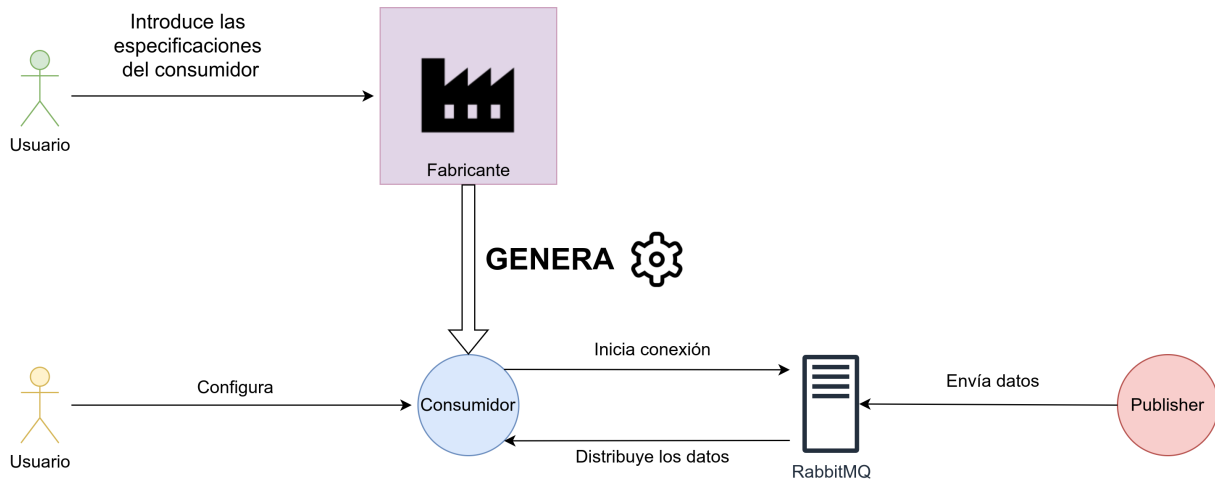 Introduce las
especificaciones
del consumidor
Usuario
Fabricante
GENERA
Inicia conexión
Configura
Consumidor
Envía datos
Publisher
Distribuye los datos
Usuario
RabbitMQ